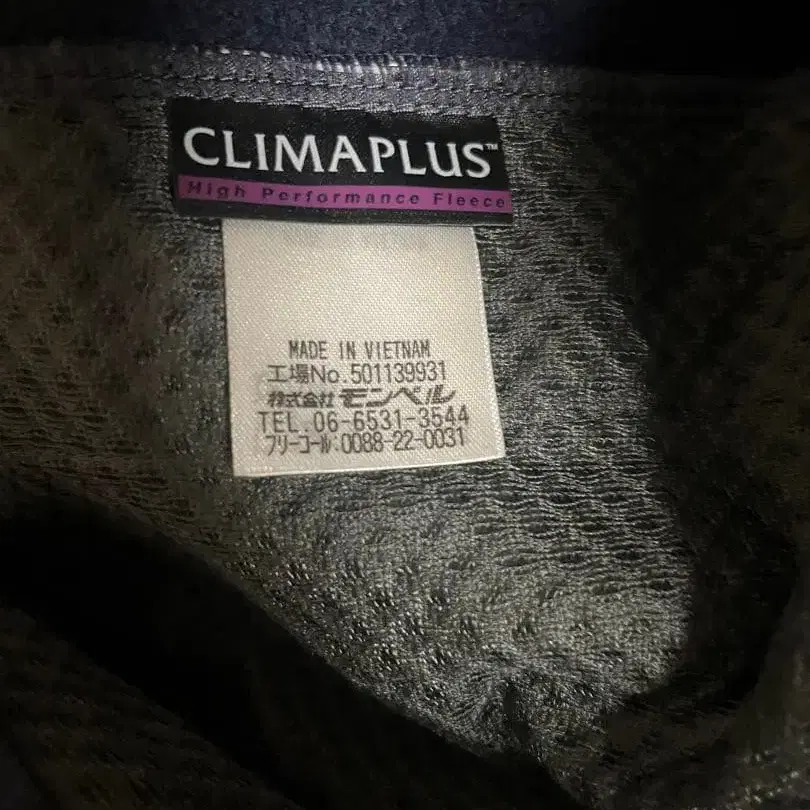 CLIMAPLUS™
High Performance Fleece
MADE IN VIETNAM
工場No.501139931
株式会社 モンベル
TEL.06-6531-3544
フリーコール.0088-22-0031